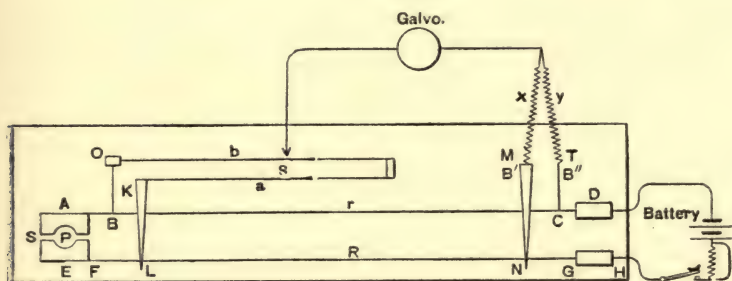 Galvo.
x y
O b M T
S B' B"
K a
A B r C D
S P Battery
E F L R N G H